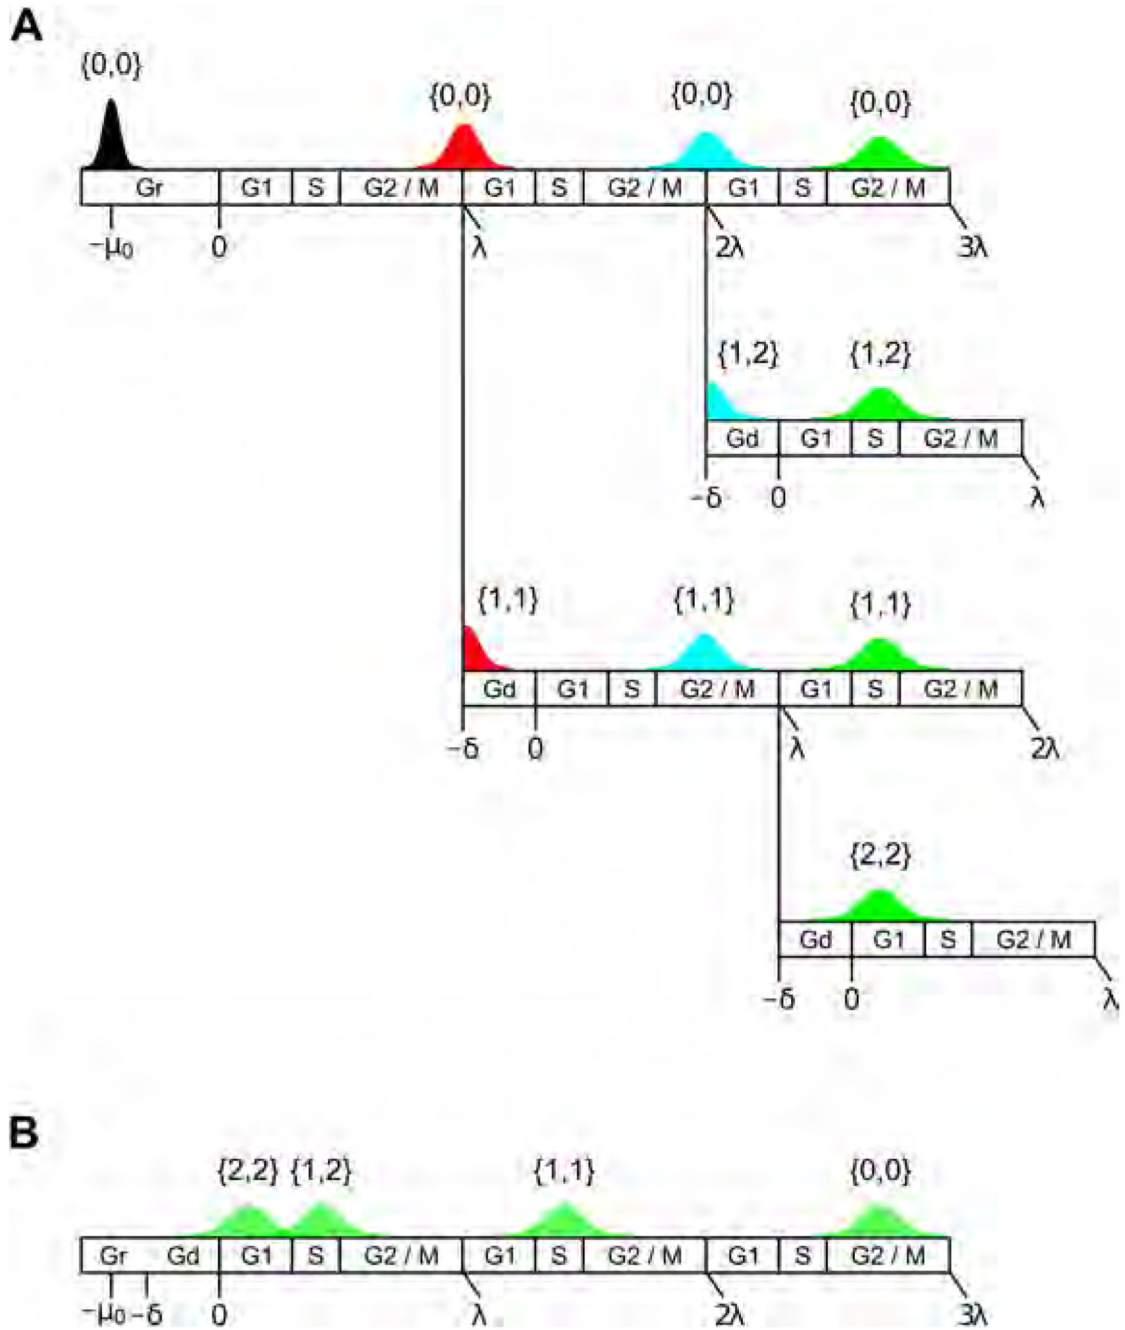 A
{0,0}
{0,0} {0,0} {0,0}
Gr G1 S G2 / M G1 S G2 / M G1 S G2 / M
−μ₀ 0 λ 2λ 3λ
{1,2} {1,2}
Gd G1 S G2 / M
−δ 0 λ
{1,1} {1,1} {1,1}
Gd G1 S G2 / M G1 S G2 / M
−δ 0 λ 2λ
{2,2}
Gd G1 S G2 / M
−δ 0 λ
B
{2,2} {1,2} {1,1} {0,0}
Gr Gd G1 S G2 / M G1 S G2 / M G1 S G2 / M
−μ₀ −δ 0 λ 2λ 3λ